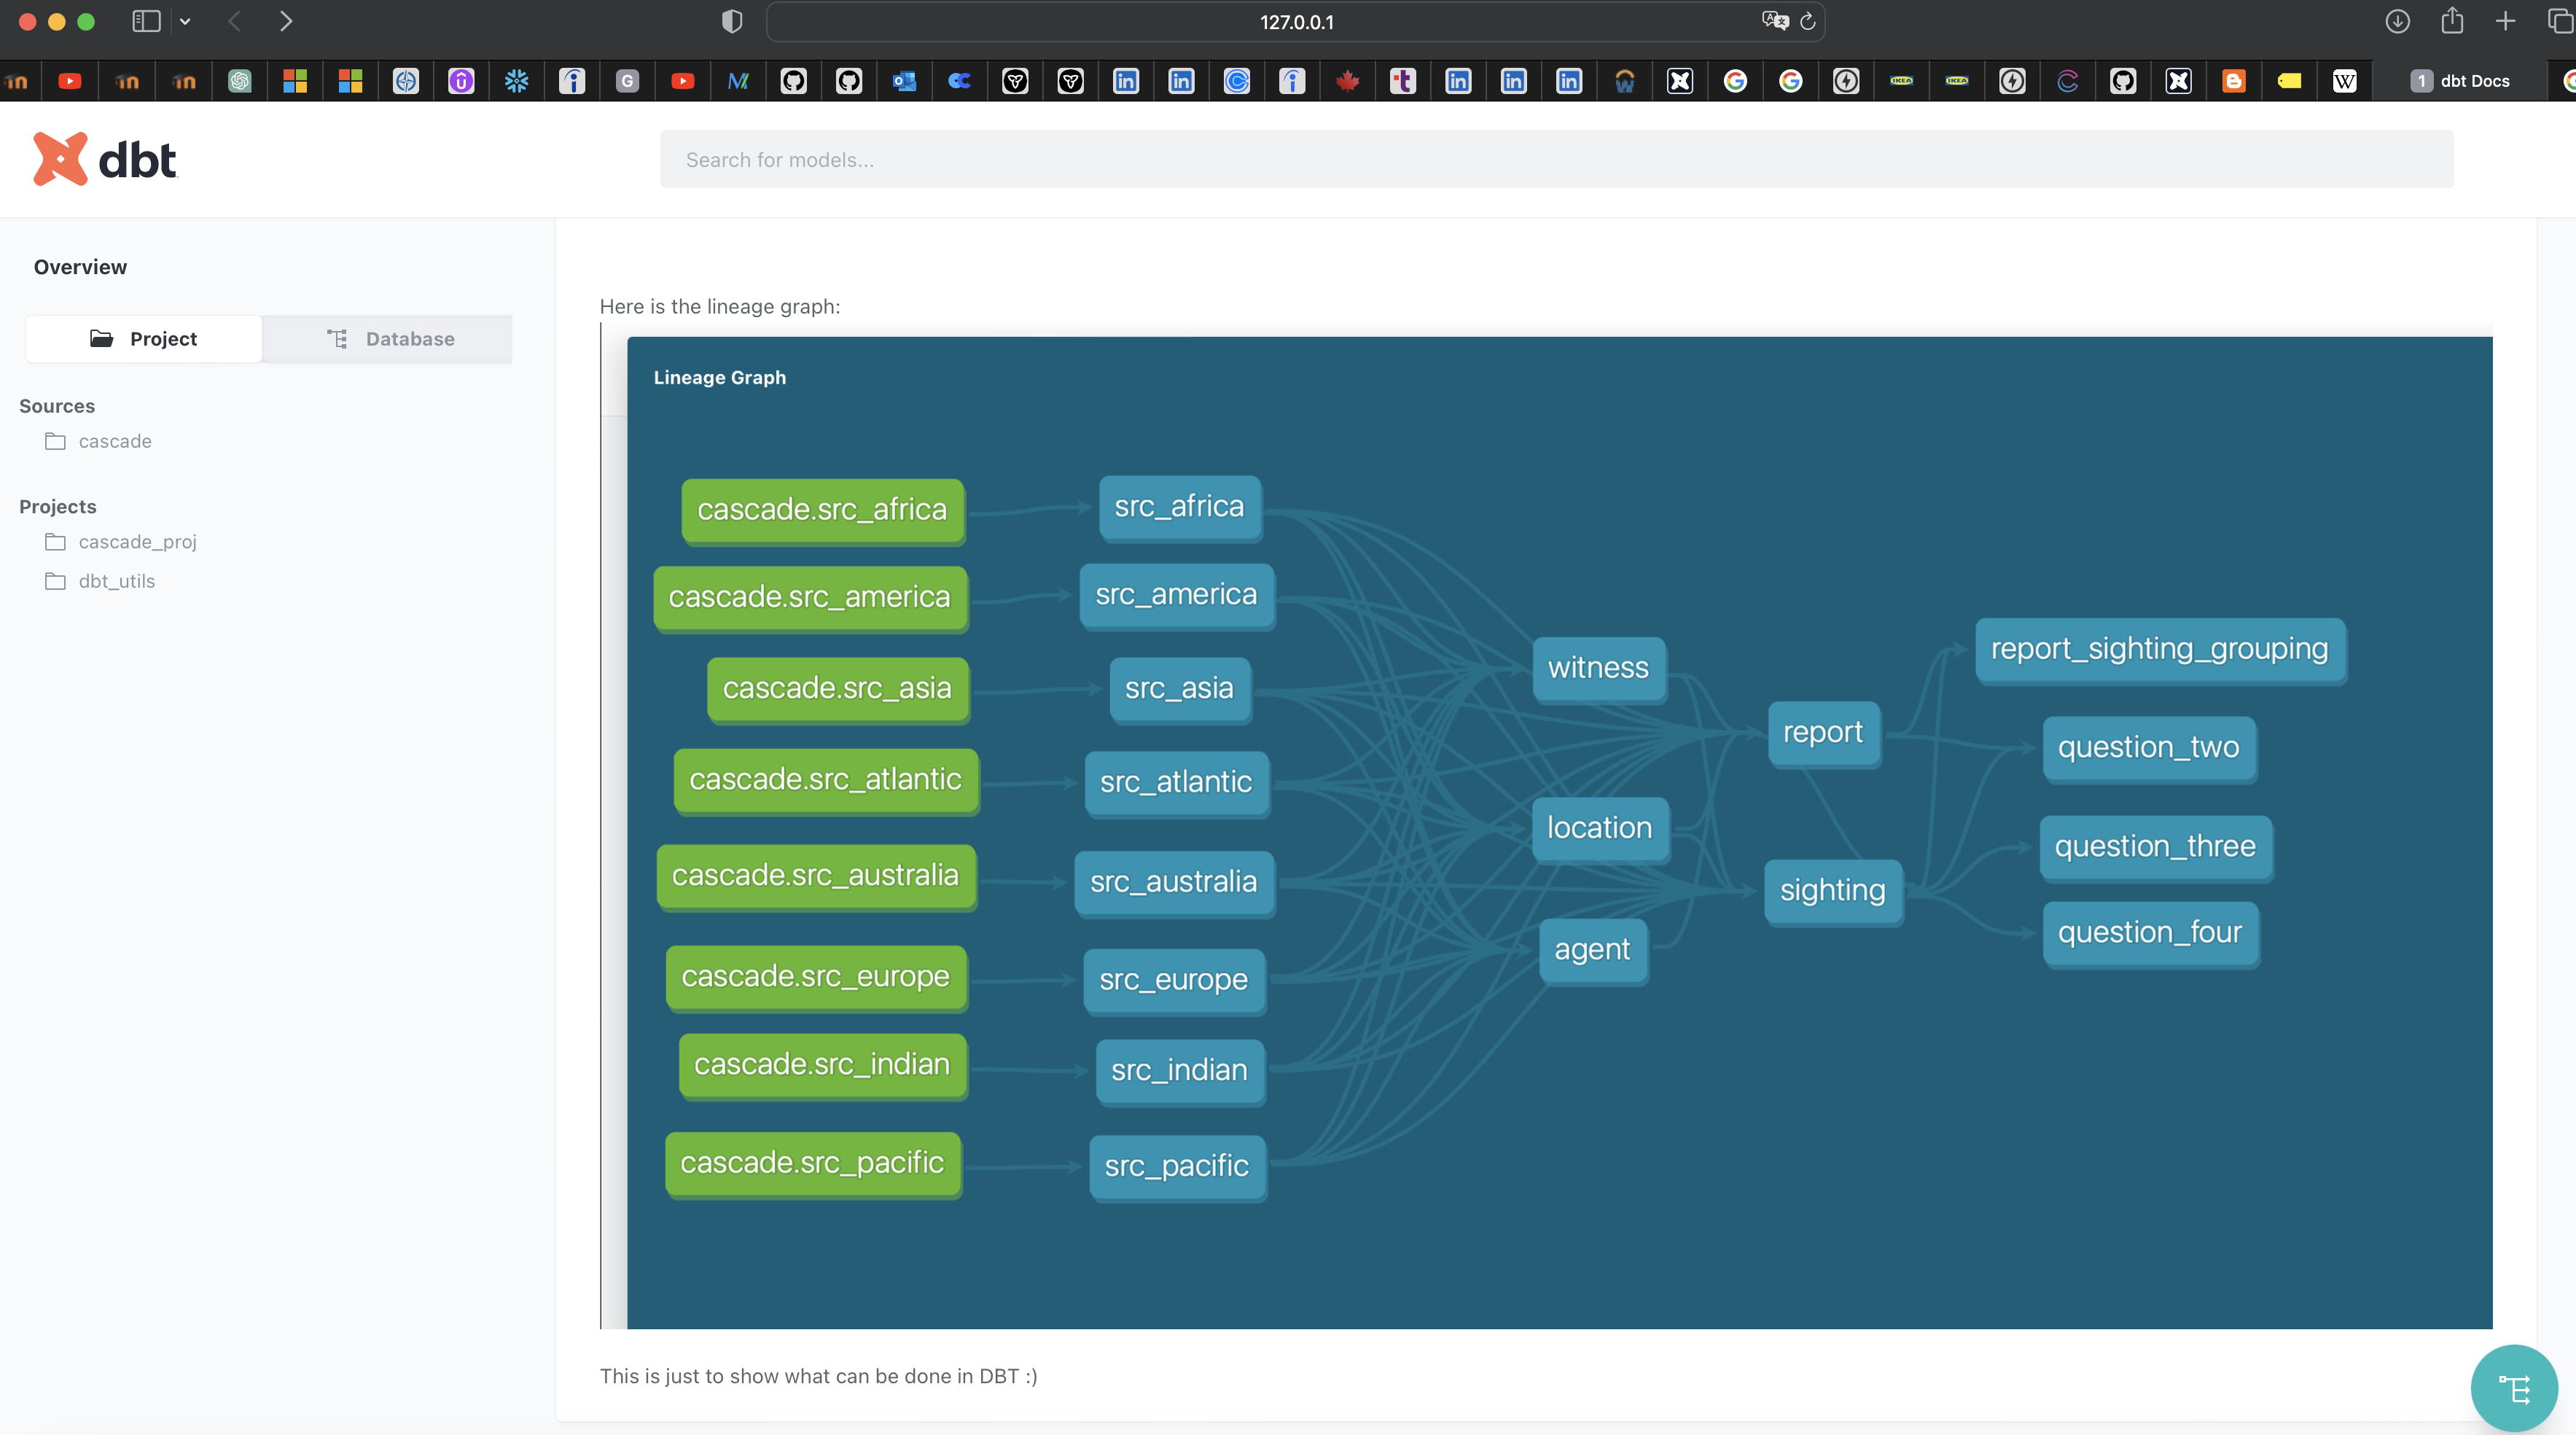 127.0.0.1
1 dbt Docs
dbt
Search for models...
Overview
Project
Database
Sources
cascade
Projects
cascade_proj
dbt_utils
Here is the lineage graph:
Lineage Graph
cascade.src_africa
src_africa
cascade.src_america
src_america
cascade.src_asia
src_asia
cascade.src_atlantic
src_atlantic
cascade.src_australia
src_australia
cascade.src_europe
src_europe
cascade.src_indian
src_indian
cascade.src_pacific
src_pacific
witness
location
agent
report
sighting
report_sighting_grouping
question_two
question_three
question_four
This is just to show what can be done in DBT :)